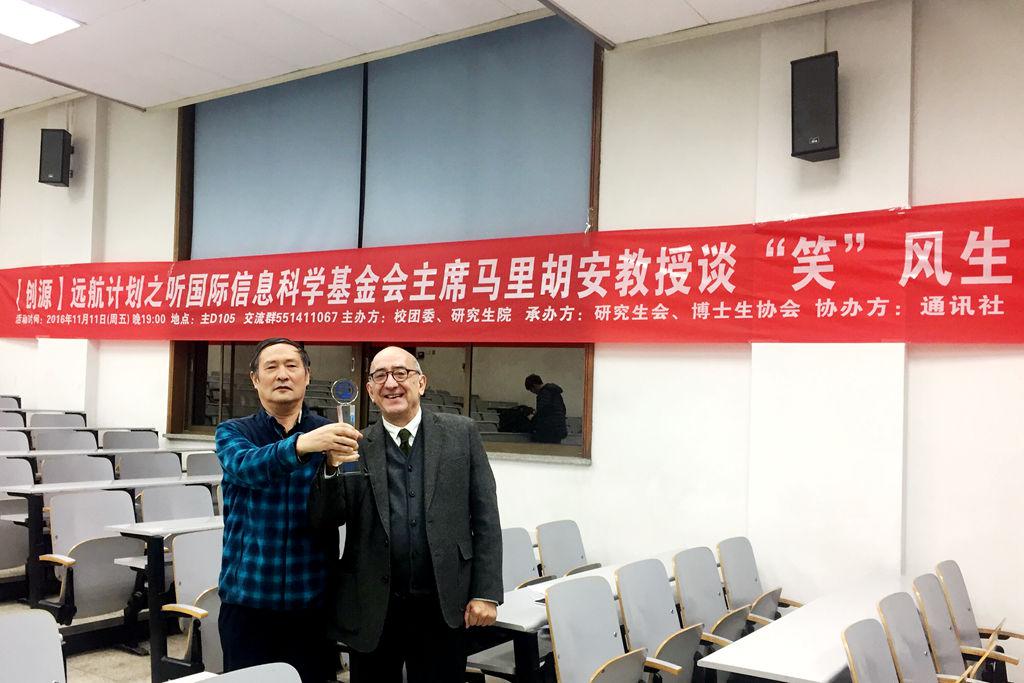 【创源】远航计划之听国际信息科学基金会主席马里胡安教授谈“笑”风生
活动时间：2016年11月11日(周五) 晚19:00 地点：主D105 交流群551411067 主办方：校团委、研究生院 承办方：研究生会、博士生协会 协办方：通讯社